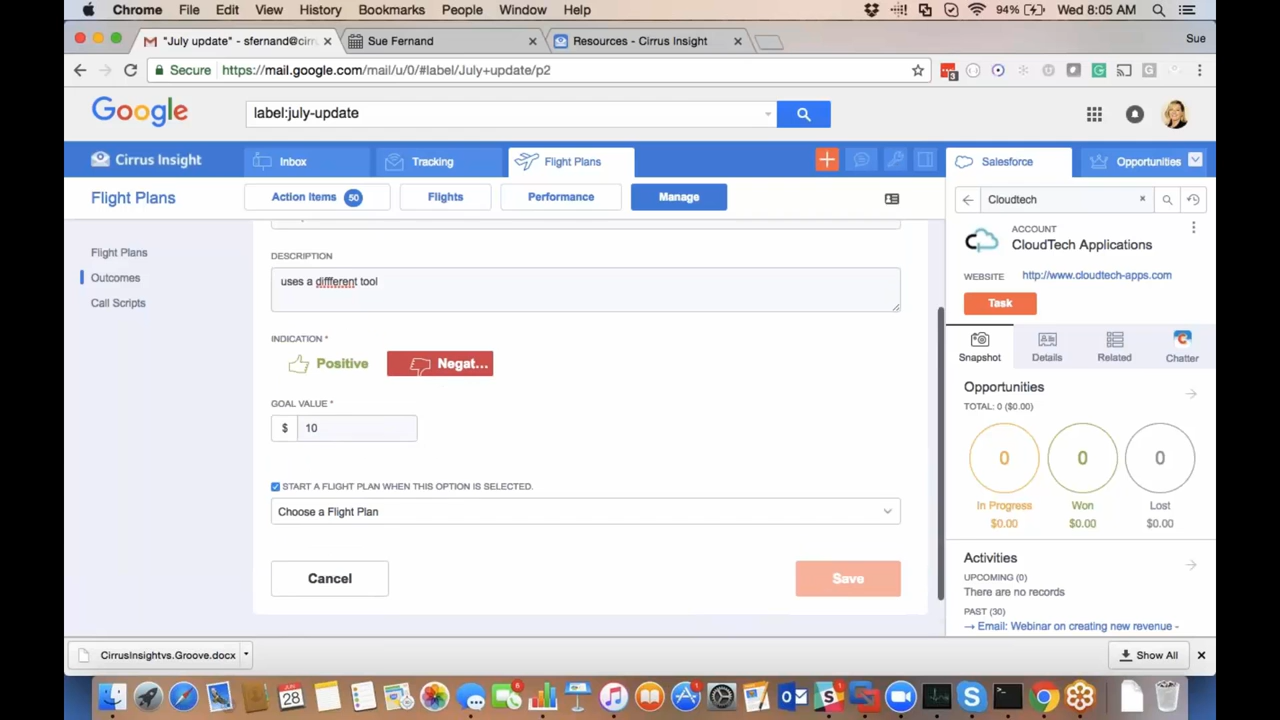 Chrome File Edit View History Bookmarks People Window Help 94% Wed 8:05 AM
"July update" - sfernand@cirr Sue Fernand Resources - Cirrus Insight Sue
Secure https://mail.google.com/mail/u/0/#label/July+update/p2 3
Google label:july-update
Cirrus Insight Inbox Tracking Flight Plans Salesforce Opportunities
Flight Plans Action Items 50 Flights Performance Manage
Flight Plans
Outcomes
Call Scripts
DESCRIPTION
uses a diffferent tool
INDICATION *
Positive Negat...
GOAL VALUE *
$ 10
START A FLIGHT PLAN WHEN THIS OPTION IS SELECTED.
Choose a Flight Plan
Cancel Save
Cloudtech
ACCOUNT
CloudTech Applications
WEBSITE http://www.cloudtech-apps.com
Task
Snapshot Details Related Chatter
Opportunities
TOTAL: 0 ($0.00)
0 0 0
In Progress Won Lost
$0.00 $0.00 $0.00
Activities
UPCOMING (0)
There are no records
PAST (30)
→ Email: Webinar on creating new revenue -
CirrusInsightvs.Groove.docx Show All
JUN
28
6
1